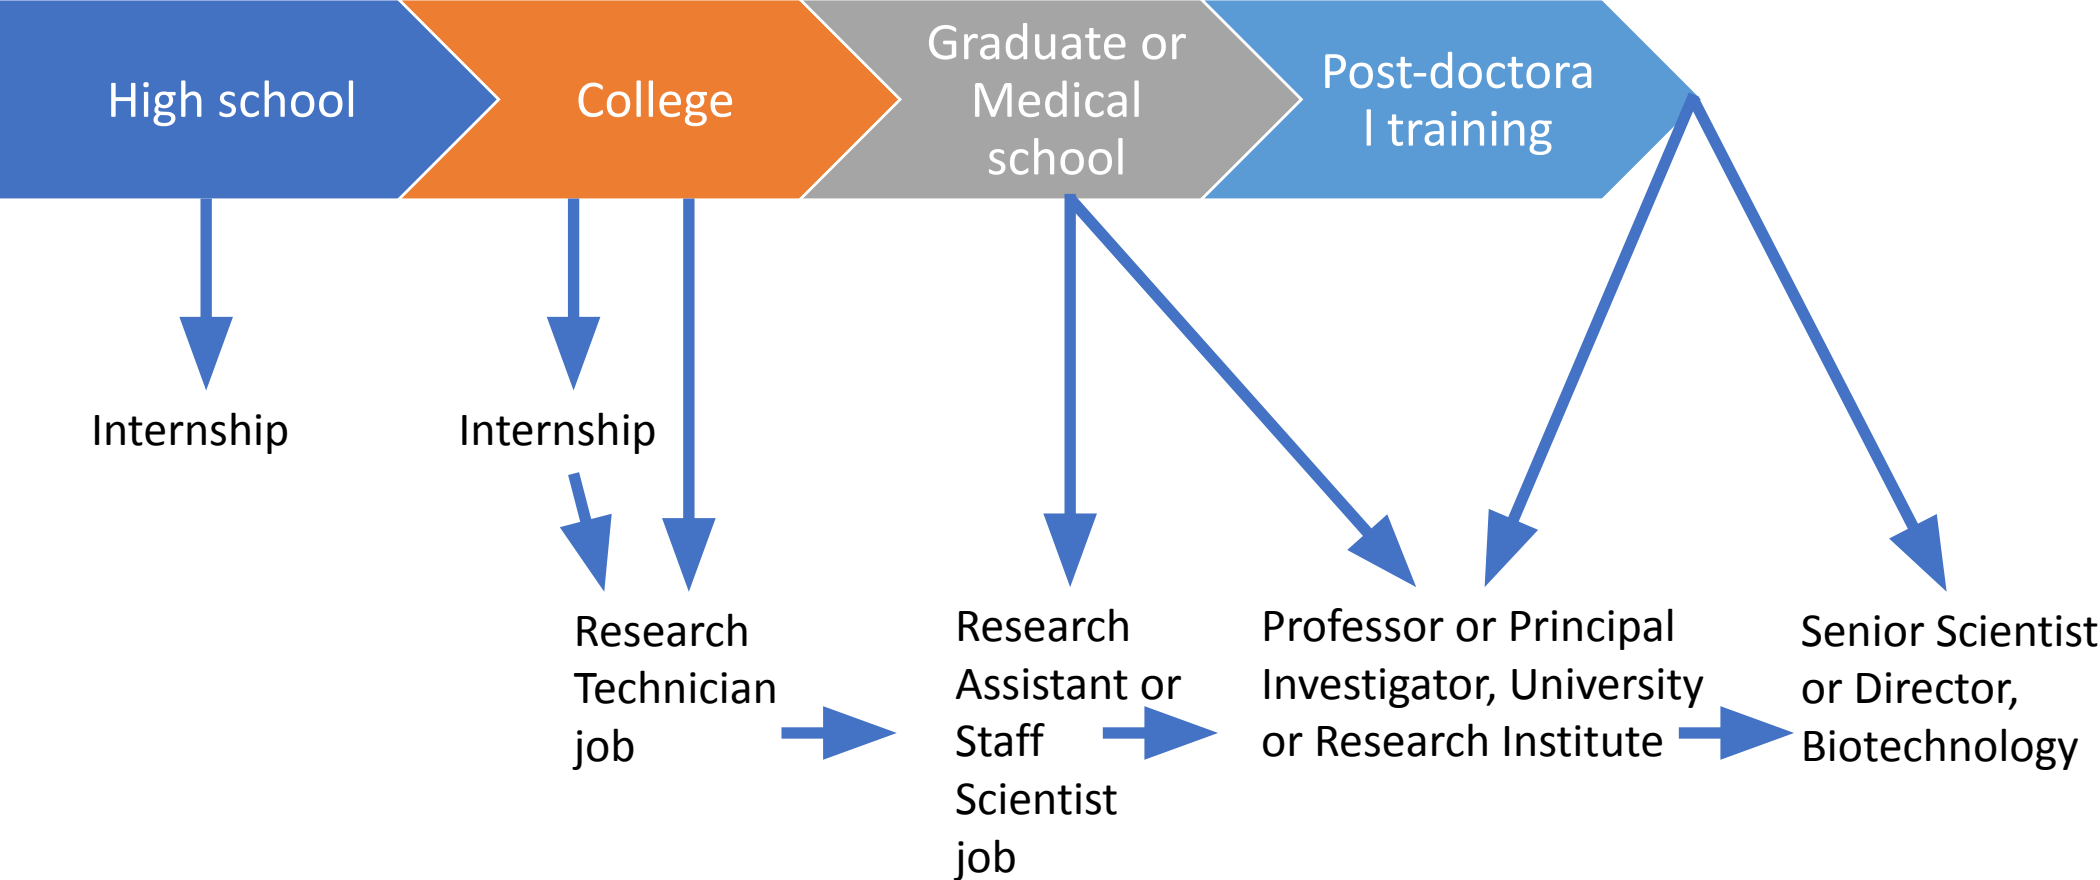 High school
College
Graduate or
Medical
school
Post-doctora
l training
Internship
Internship
Research
Technician
job
Research
Assistant or
Staff
Scientist
job
Professor or Principal
Investigator, University
or Research Institute
Senior Scientist
or Director,
Biotechnology